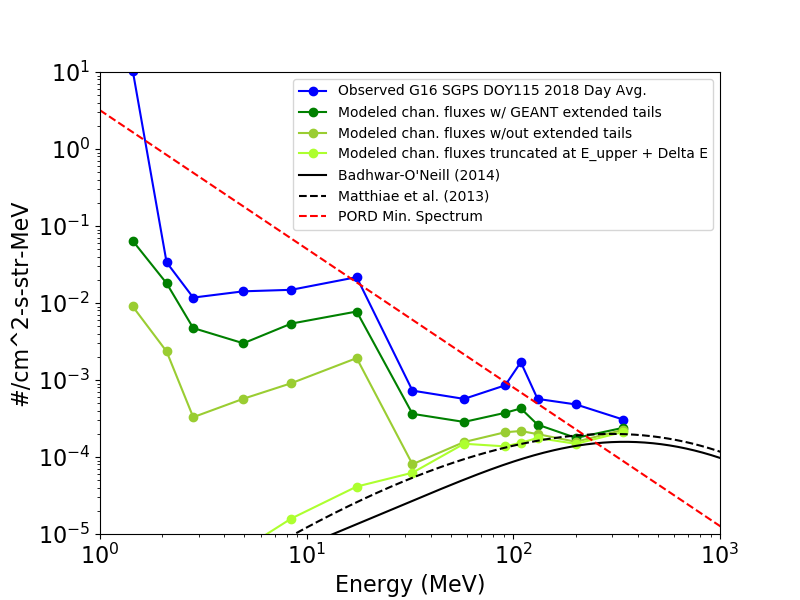 Observed G16 SGPS DOY115 2018 Day Avg.
Modeled chan. fluxes w/ GEANT extended tails
Modeled chan. fluxes w/out extended tails
Modeled chan. fluxes truncated at E_upper + Delta E
Badhwar-O'Neill (2014)
Matthiae et al. (2013)
PORD Min. Spectrum
10^1
10^0
10^-1
10^-2
10^-3
10^-4
10^-5
#/cm^2-s-str-MeV
10^0 10^1 10^2 10^3
Energy (MeV)